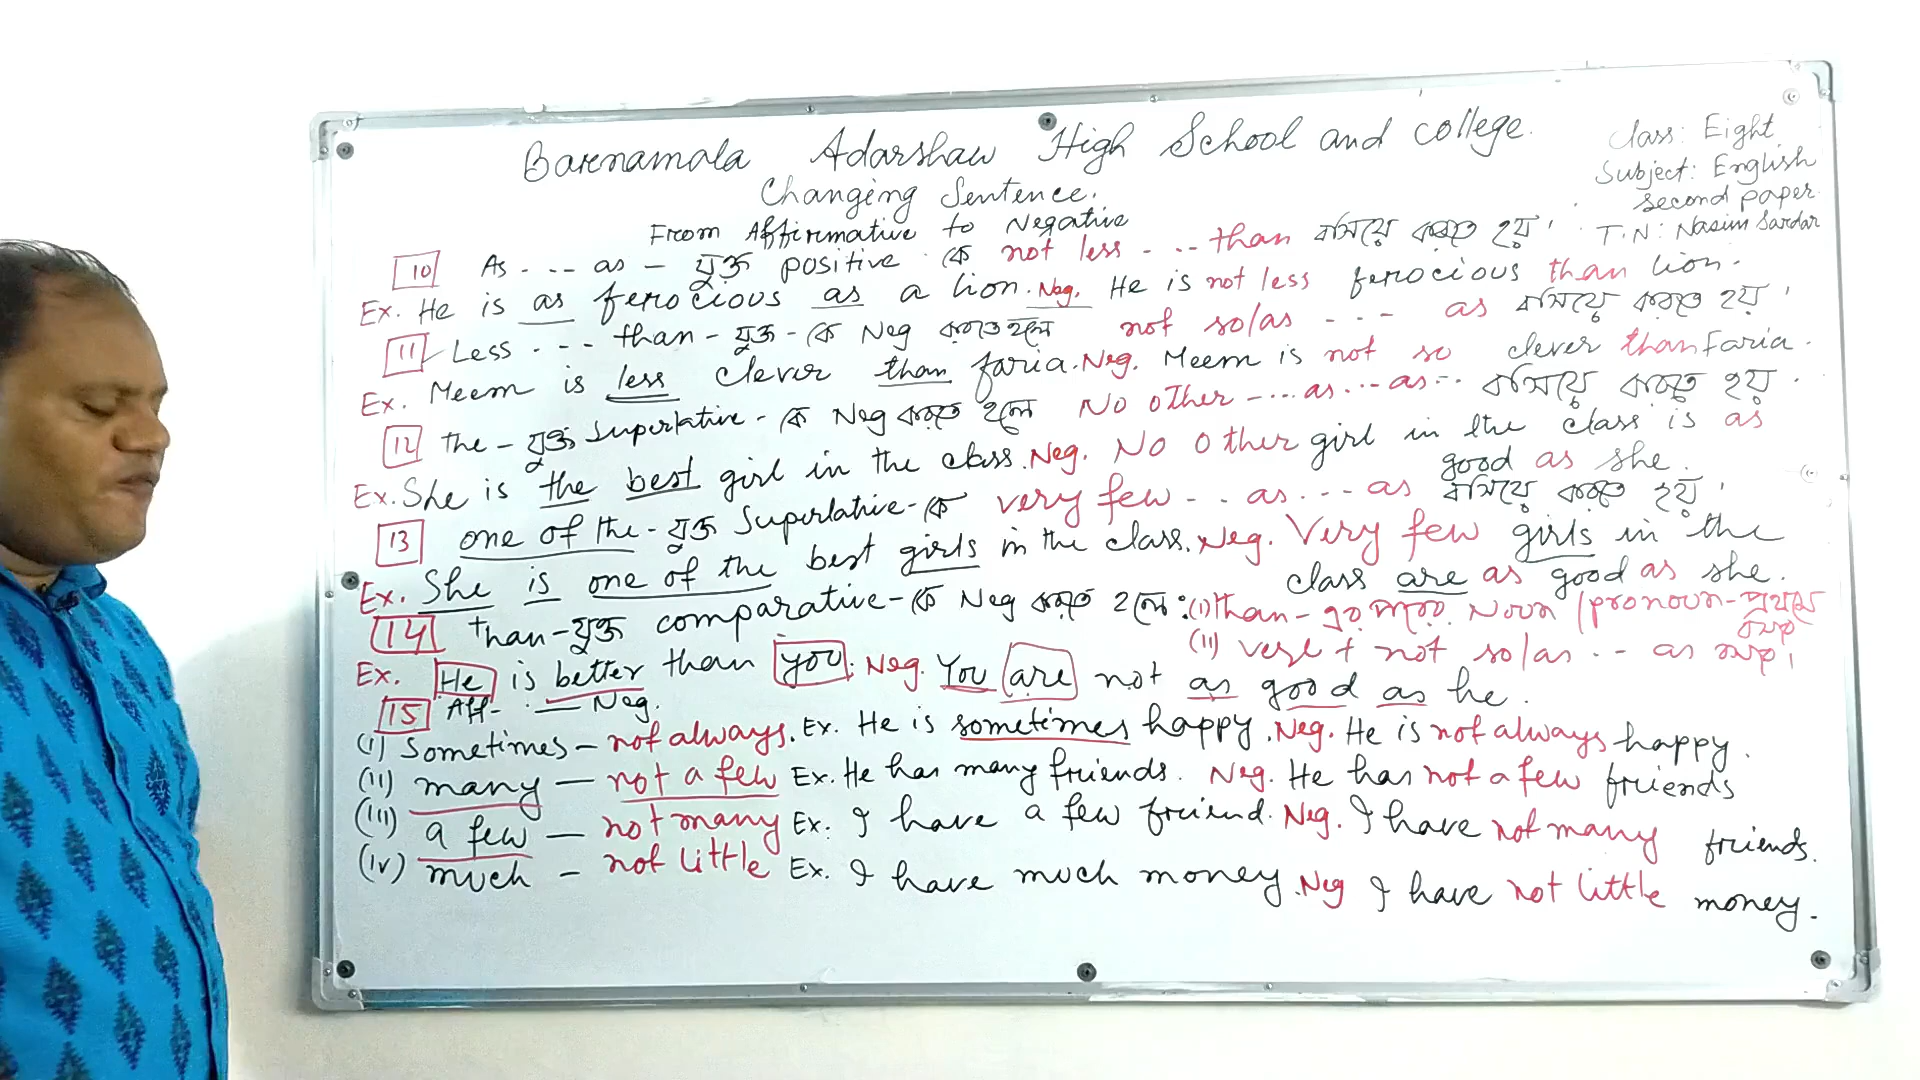 Barenamala Adarshaw High School and college.
Class: Eight
Subject: English
second paper.
T.N: Nasim Sardar
Changing Sentence.
From Affirmative to Negative
10 As --- as – যুক্ত positive কে not less --- than বসিয়ে করতে হয়।
Ex. He is as ferocious as a lion. Neg. He is not less ferocious than lion.
11 Less --- than – যুক্ত – কে Neg করতে হলে not so/as --- as বসিয়ে করতে হয়।
Ex. Meem is less clever than faria. Neg. Meem is not so clever than faria.
12 the – যুক্ত superlative – কে Neg করতে হলে No other --- as --- as -- বসিয়ে করতে হয়।
Ex. She is the best girl in the class. Neg. No other girl in the class is as
good as she.
13 one of the – যুক্ত Superlative – কে very few -- as --- as বসিয়ে করতে হয়।
Ex. She is one of the best girls in the class. Neg. Very few girls in the
class are as good as she.
14 than – যুক্ত comparative – কে Neg করতে হলে: (i) than – এর পরের Noun / pronoun – প্রথমে
বসে
(ii) verb + not so/as -- as বসে।
Ex. He is better than you. Neg. You are not as good as he.
15 Aff- — Neg.
(i) Sometimes – not always. Ex. He is sometimes happy. Neg. He is not always happy.
(ii) many – not a few Ex. He has many friends. Neg. He has not a few friends
(iii) a few – not many Ex. I have a few friend. Neg. I have not many friends.
(iv) much – not little Ex. I have much money. Neg I have not little money.